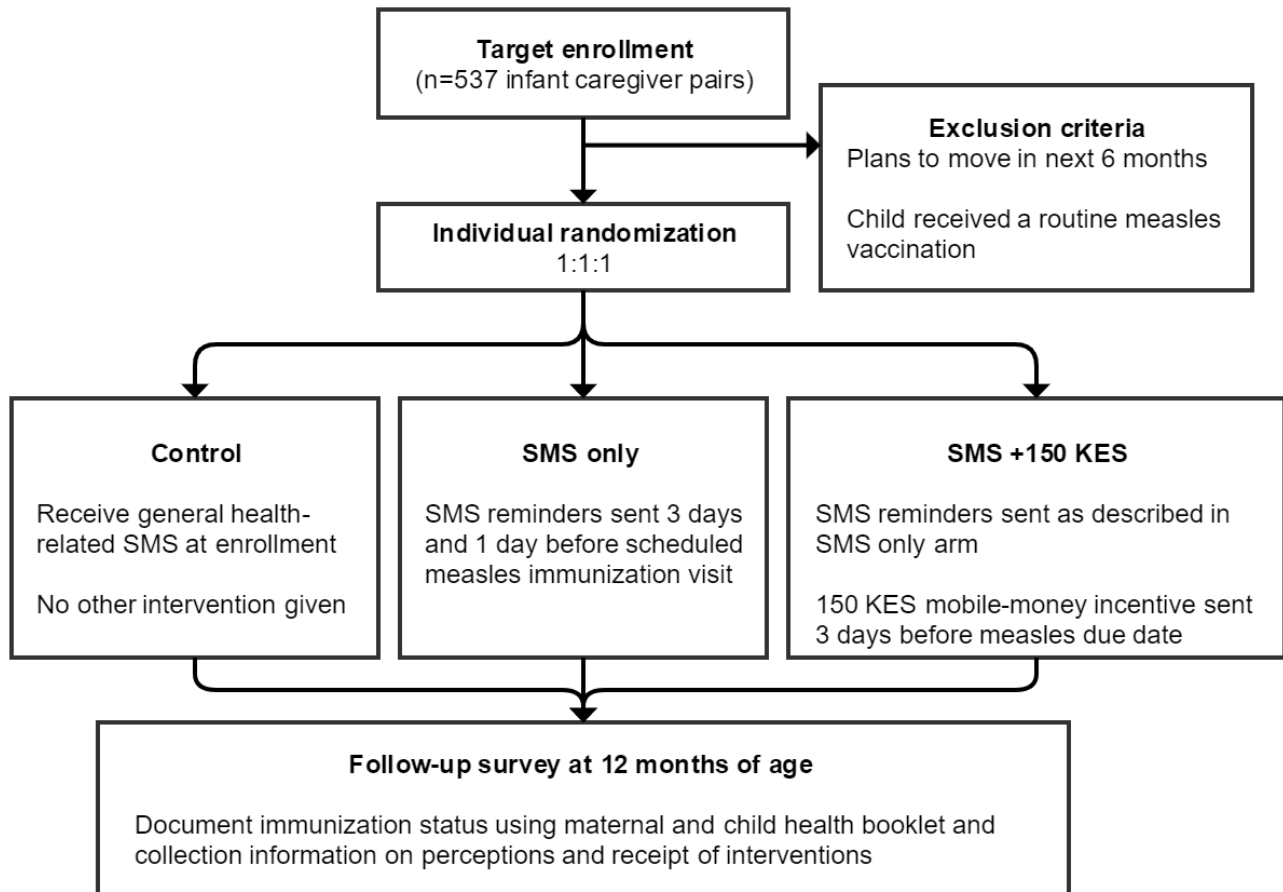 Target enrollment
(n=537 infant caregiver pairs)
Exclusion criteria
Plans to move in next 6 months
Child received a routine measles
vaccination
Individual randomization
1:1:1
Control
Receive general health-
related SMS at enrollment
No other intervention given
SMS only
SMS reminders sent 3 days
and 1 day before scheduled
measles immunization visit
SMS +150 KES
SMS reminders sent as described in
SMS only arm
150 KES mobile-money incentive sent
3 days before measles due date
Follow-up survey at 12 months of age
Document immunization status using maternal and child health booklet and
collection information on perceptions and receipt of interventions